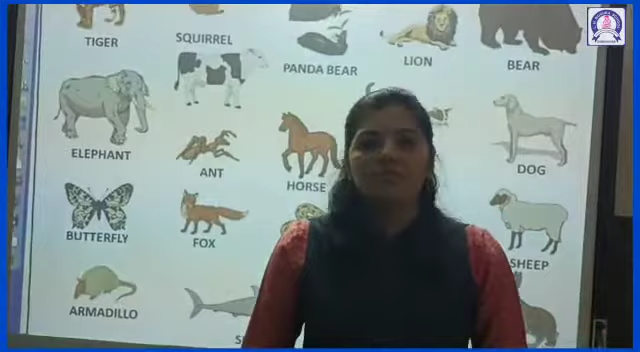 TIGER
SQUIRREL
PANDA BEAR
LION
BEAR
ELEPHANT
ANT
HORSE
DOG
BUTTERFLY
FOX
SHEEP
ARMADILLO